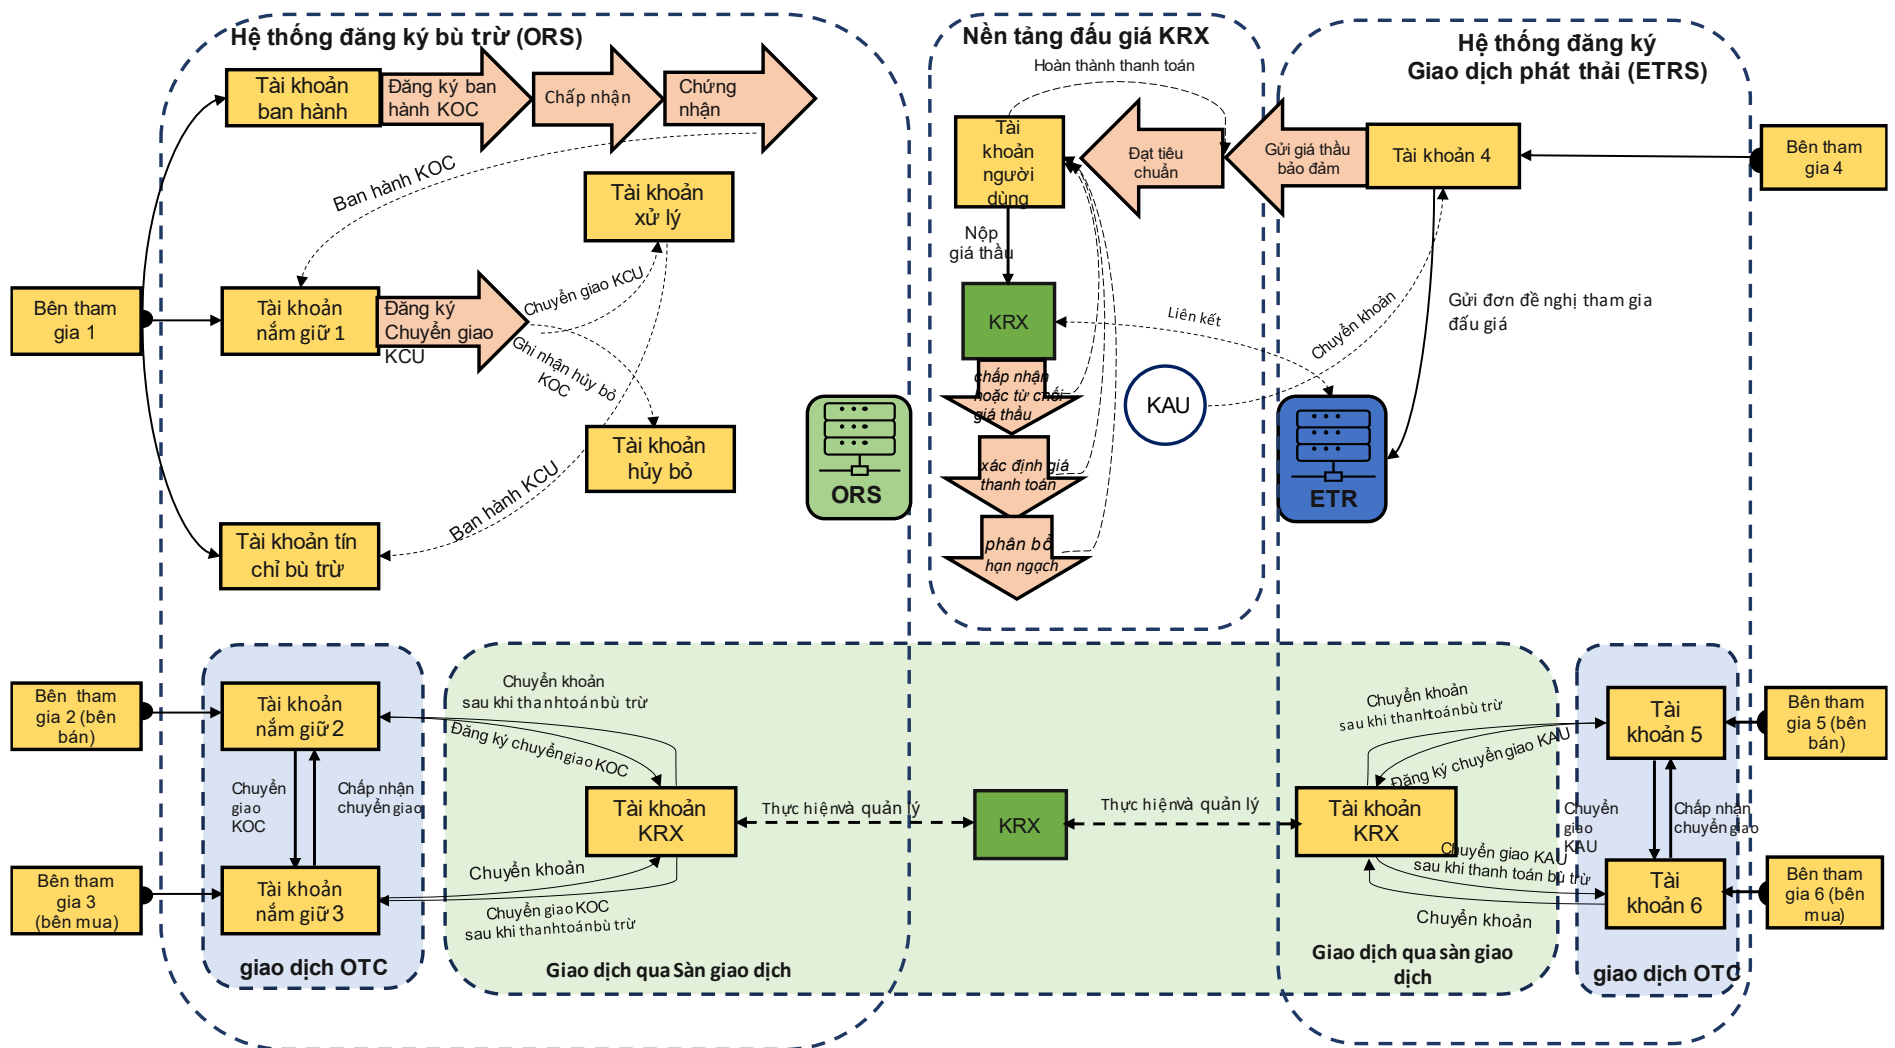 Hệ thống đăng ký bù trừ (ORS)
Tài khoản
ban hành
Đăng ký ban
hành KOC
Chấp nhận
Chứng
nhận
Ban hành KOC
Tài khoản
xử lý
Bên tham
gia 1
Tài khoản
nắm giữ 1
Đăng ký
Chuyển giao
KCU
Chuyển giao KCU
Ghi nhận hủy bỏ
KOC
Tài khoản
hủy bỏ
Ban hành KCU
Tài khoản tín
chỉ bù trừ
ORS
Nền tảng đấu giá KRX
Hoàn thành thanh toán
Tài
khoản
người
dùng
Đạt tiêu
chuẩn
Gửi giá thầu
bảo đảm
Nộp
giá thầu
KRX
Liên kết
chấp nhận
hoặc từ chối
giá thầu
KAU
Chuyển khoản
xác định giá
thanh toán
phân bổ
hạn ngạch
Hệ thống đăng ký
Giao dịch phát thải (ETRS)
Tài khoản 4
Bên tham
gia 4
Gửi đơn đề nghị tham gia
đấu giá
ETR
Bên tham
gia 2 (bên
bán)
Tài khoản
nắm giữ 2
Chuyển
giao
KOC
Chấp nhận
chuyển giao
Bên tham
gia 3
(bên mua)
Tài khoản
nắm giữ 3
giao dịch OTC
Chuyển khoản
sau khi thanh toán bù trừ
Đăng ký chuyển giao KOC
Tài khoản
KRX
Chuyển khoản
Chuyển giao KOC
sau khi thanh toán bù trừ
Giao dịch qua Sàn giao dịch
Thực hiện và quản lý
KRX
Thực hiện và quản lý
Chuyển khoản
sau khi thanh toán bù trừ
Đăng ký chuyển giao KAU
Tài khoản
KRX
Chuyển giao KAU
sau khi thanh toán bù trừ
Chuyển khoản
Giao dịch qua sàn giao
dịch
Tài
khoản 5
Bên tham
gia 5 (bên
bán)
Chuyển
giao
KAU
Chấp nhận
chuyển giao
Tài
khoản 6
Bên tham
gia 6 (bên
mua)
giao dịch OTC